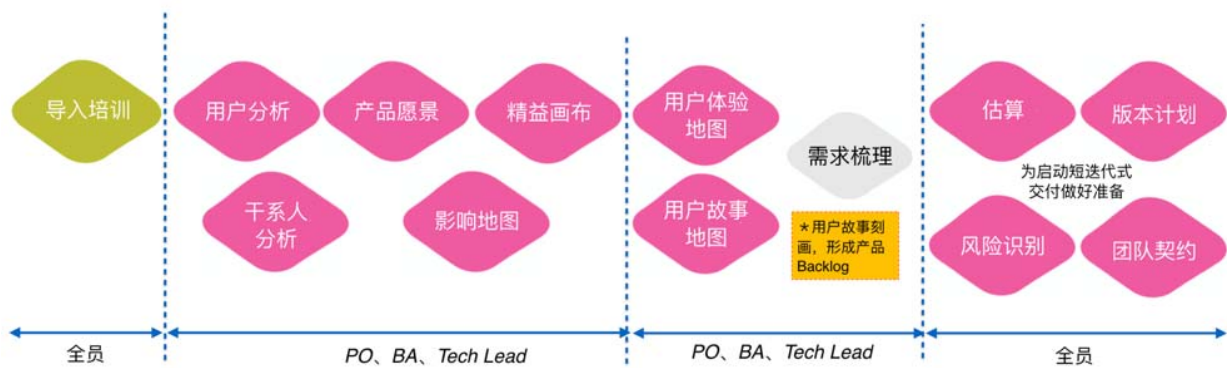 导入培训
用户分析
产品愿景
精益画布
干系人
分析
影响地图
用户体验
地图
用户故事
地图
需求梳理
＊用户故事刻
画，形成产品
Backlog
估算
版本计划
为启动短迭代式
交付做好准备
风险识别
团队契约
全员
PO、BA、Tech Lead
PO、BA、Tech Lead
全员